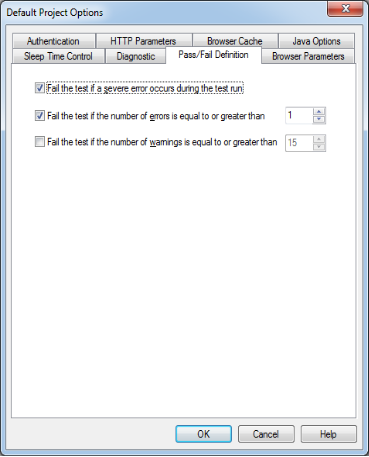 Default Project Options
Authentication HTTP Parameters Browser Cache Java Options
Sleep Time Control Diagnostic Pass/Fail Definition Browser Parameters
Fail the test if a severe error occurs during the test run
Fail the test if the number of errors is equal to or greater than 1
Fail the test if the number of warnings is equal to or greater than 15
OK Cancel Help